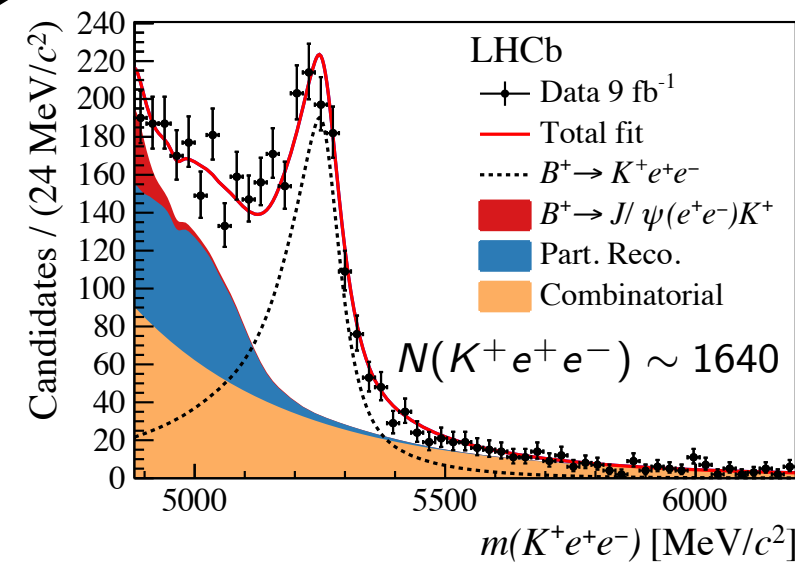 Candidates / (24 MeV/c²)
240
220
200
180
160
140
120
100
80
60
40
20
0
LHCb
Data 9 fb⁻¹
Total fit
B⁺→ K⁺e⁺e⁻
B⁺→ J/ψ(e⁺e⁻)K⁺
Part. Reco.
Combinatorial
N(K⁺e⁺e⁻) ∼ 1640
5000 5500 6000
m(K⁺e⁺e⁻) [MeV/c²]